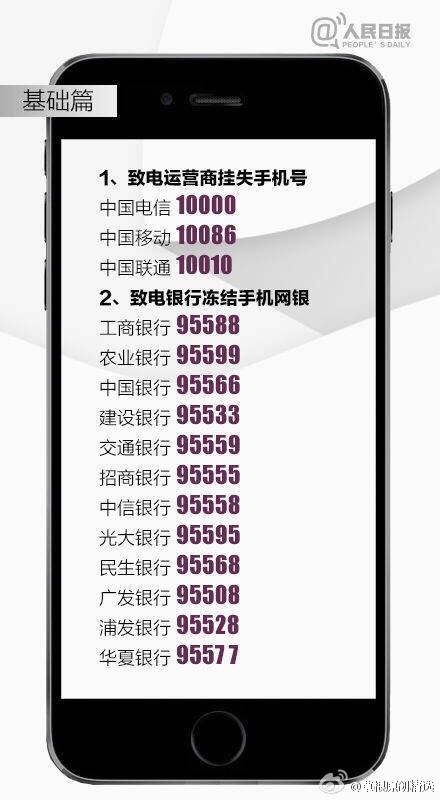 @人民日报
PEOPLE'S DAILY
基础篇
1、致电运营商挂失手机号
中国电信 10000
中国移动 10086
中国联通 10010
2、致电银行冻结手机网银
工商银行 95588
农业银行 95599
中国银行 95566
建设银行 95533
交通银行 95559
招商银行 95555
中信银行 95558
光大银行 95595
民生银行 95568
广发银行 95508
浦发银行 95528
华夏银行 95577